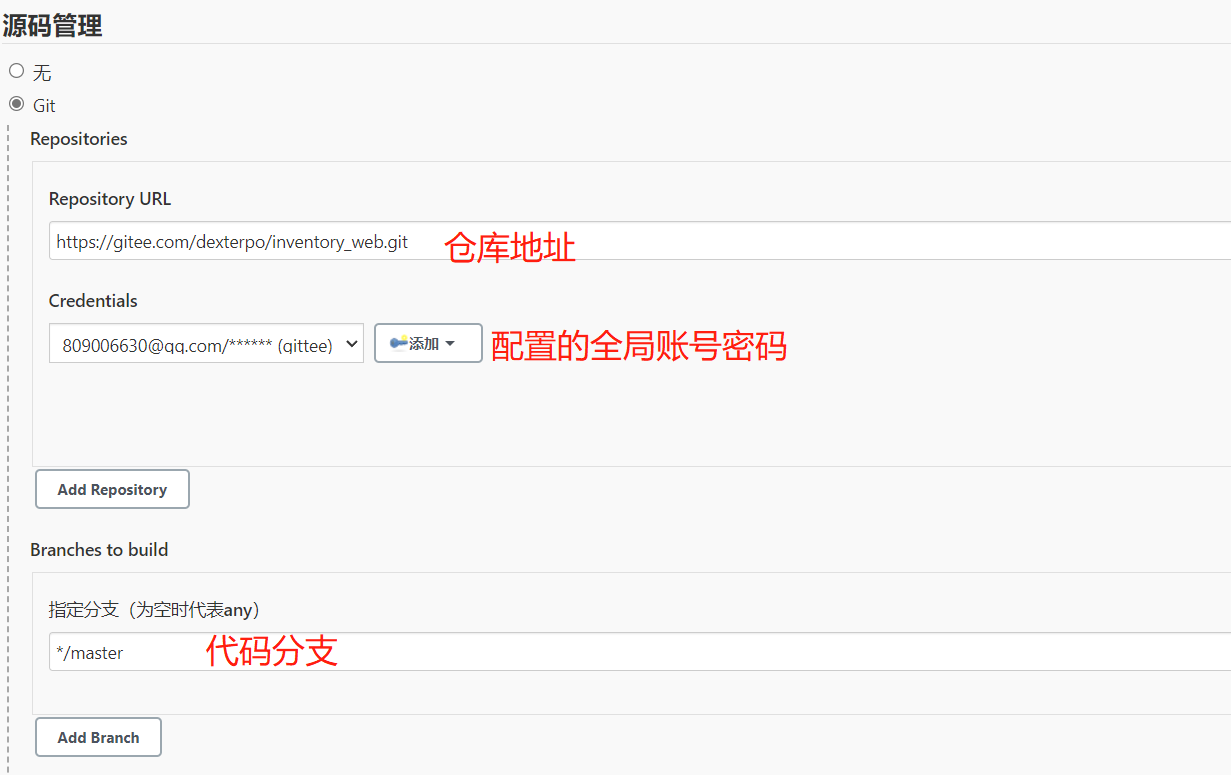 源码管理
无
Git
Repositories
Repository URL
https://gitee.com/dexterpo/inventory_web.git 仓库地址
Credentials
809006630@qq.com/****** (gittee) 添加 配置的全局账号密码
Add Repository
Branches to build
指定分支（为空时代表any）
*/master 代码分支
Add Branch